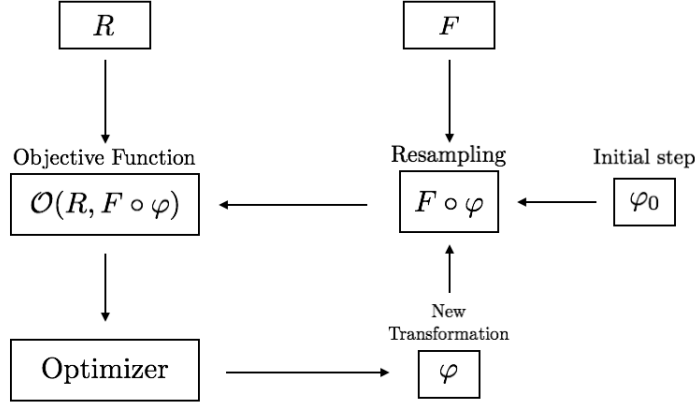 R
F
Objective Function
Resampling
Initial step
𝒪(R, F ∘ φ)
F ∘ φ
φ₀
New
Transformation
Optimizer
φ